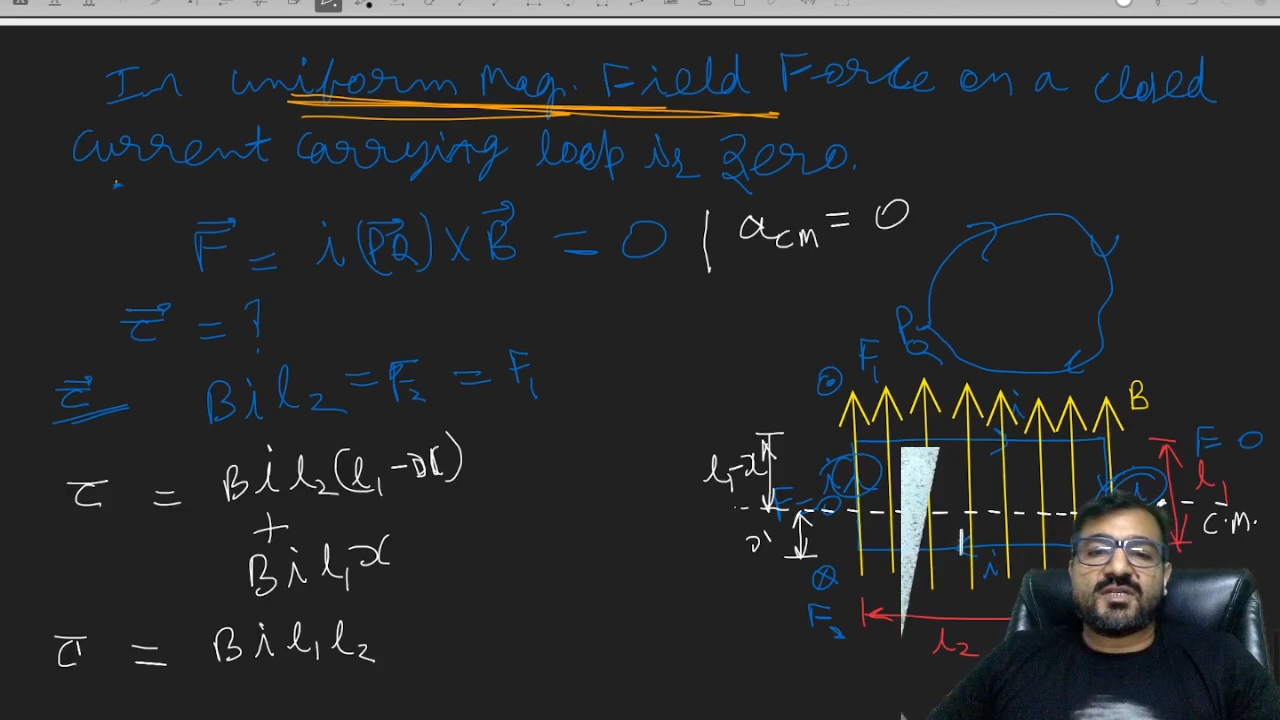 In uniform Mag. Field Force on a closed
current carrying loop is zero.
F⃗ = i(PQ⃗) × B⃗ = 0 | a_cm = 0
τ⃗ = ?
τ⃗ Bil₂ = F₂ = F₁
τ = Bil₂(l₁-x)
+
Bil₁x
τ = Bil₁l₂
P
Q
F₁
i
B
F = 0
l₁-x
i
F = 0
i
l₁
C.M.
x
i
F₂
l₂